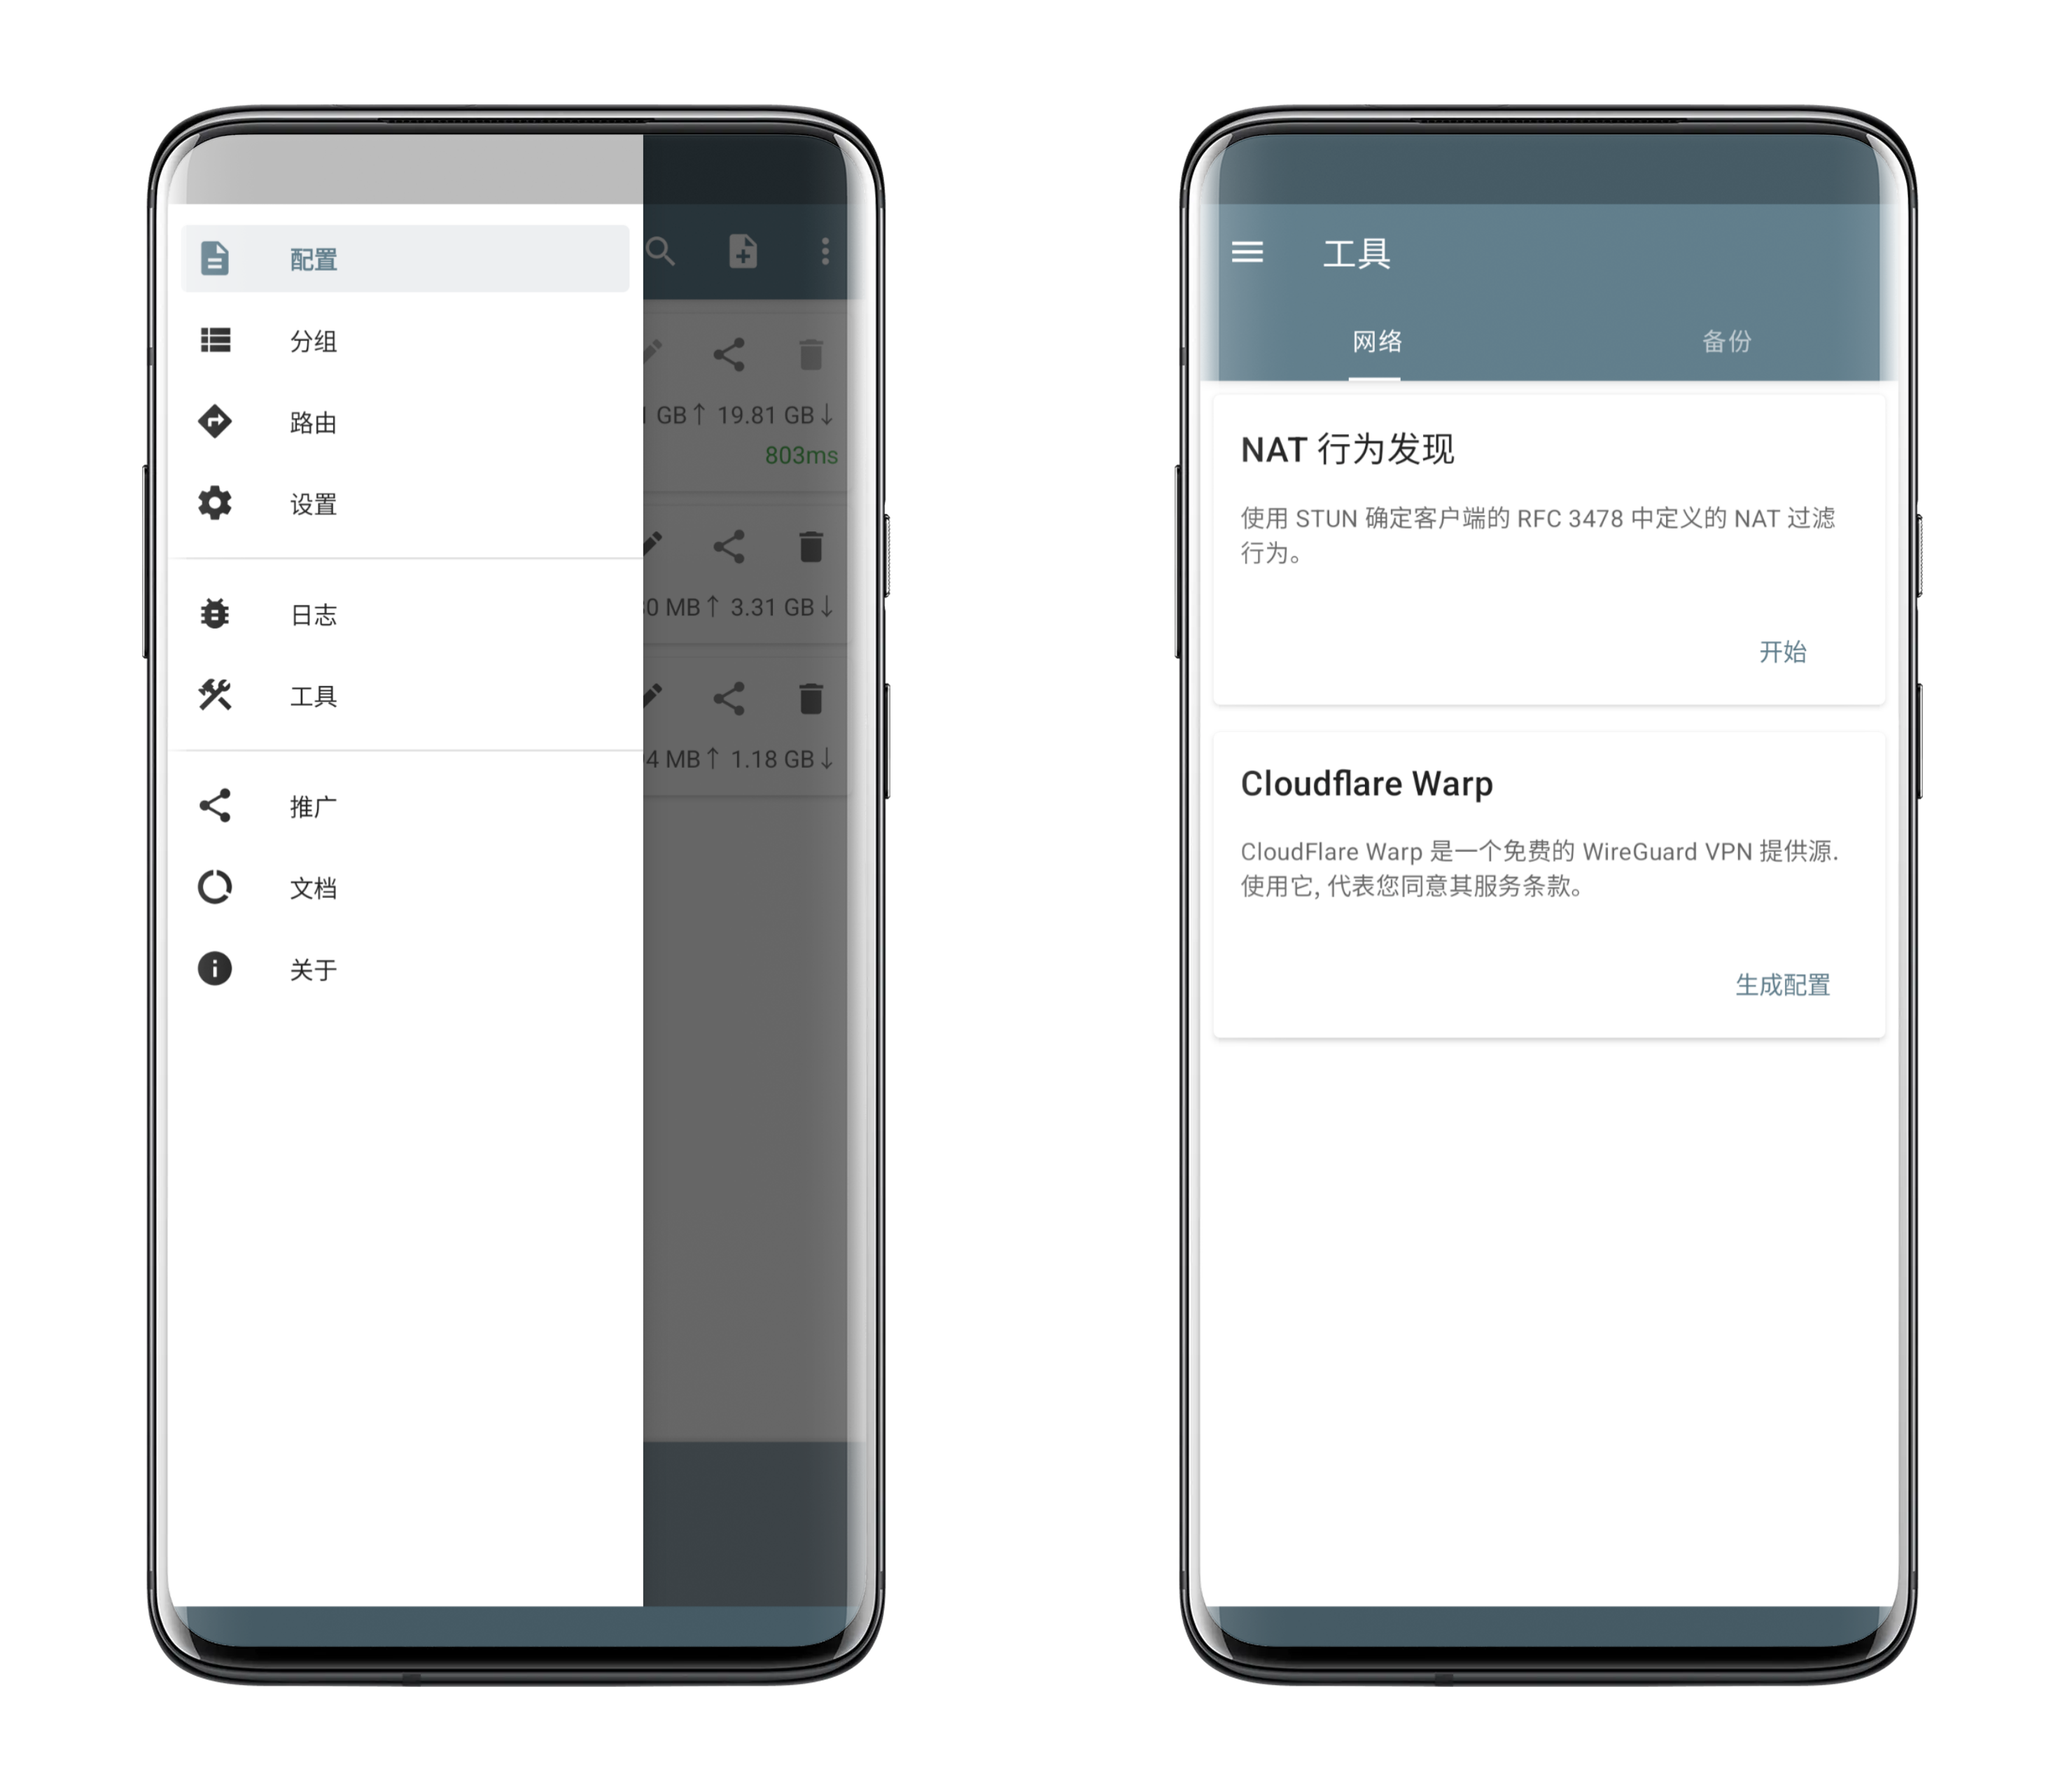 配置
分组
路由
设置
日志
工具
推广
文档
关于
GB↑ 19.81 GB↓
803ms
0 MB↑ 3.31 GB↓
4 MB↑ 1.18 GB↓
工具
网络 备份
NAT 行为发现
使用 STUN 确定客户端的 RFC 3478 中定义的 NAT 过滤
行为。
开始
Cloudflare Warp
CloudFlare Warp 是一个免费的 WireGuard VPN 提供源.
使用它, 代表您同意其服务条款。
生成配置